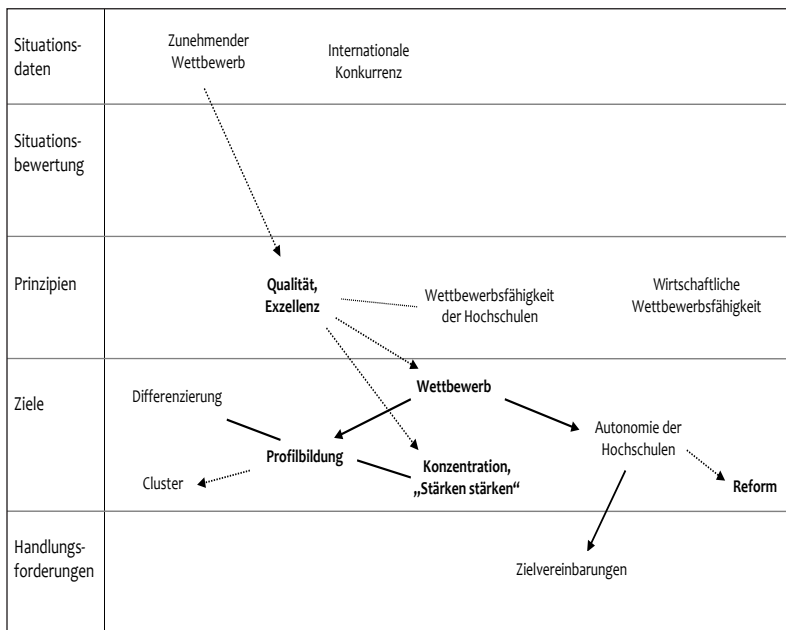 Situations-
daten
Zunehmender
Wettbewerb
Internationale
Konkurrenz
Situations-
bewertung
Prinzipien
Qualität,
Exzellenz
Wettbewerbsfähigkeit
der Hochschulen
Wirtschaftliche
Wettbewerbsfähigkeit
Ziele
Differenzierung
Wettbewerb
Autonomie der
Hochschulen
Profilbildung
Konzentration,
„Stärken stärken“
Cluster
Reform
Handlungs-
forderungen
Zielvereinbarungen